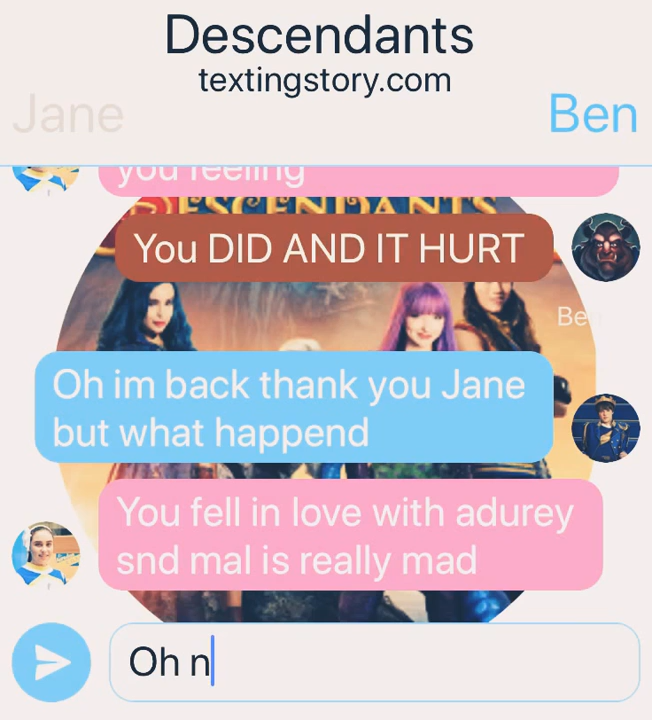 Descendants
textingstory.com
Jane
Ben
you feeling
DESCENDANTS
You DID AND IT HURT
Be
Oh im back thank you Jane
but what happend
You fell in love with adurey
snd mal is really mad
Oh n